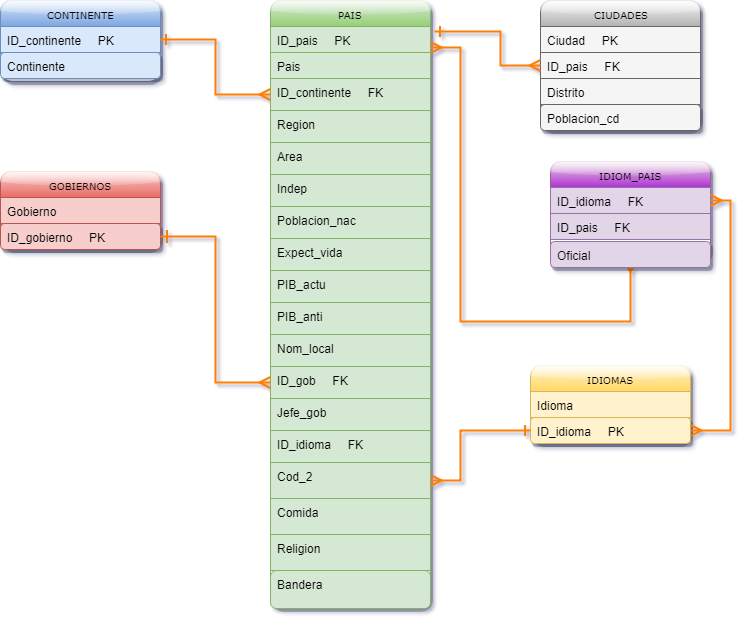 CONTINENTE
ID_continente PK
Continente
GOBIERNOS
Gobierno
ID_gobierno PK
PAIS
ID_pais PK
Pais
ID_continente FK
Region
Area
Indep
Poblacion_nac
Expect_vida
PIB_actu
PIB_anti
Nom_local
ID_gob FK
Jefe_gob
ID_idioma FK
Cod_2
Comida
Religion
Bandera
CIUDADES
Ciudad PK
ID_pais FK
Distrito
Poblacion_cd
IDIOM_PAIS
ID_idioma FK
ID_pais FK
Oficial
IDIOMAS
Idioma
ID_idioma PK